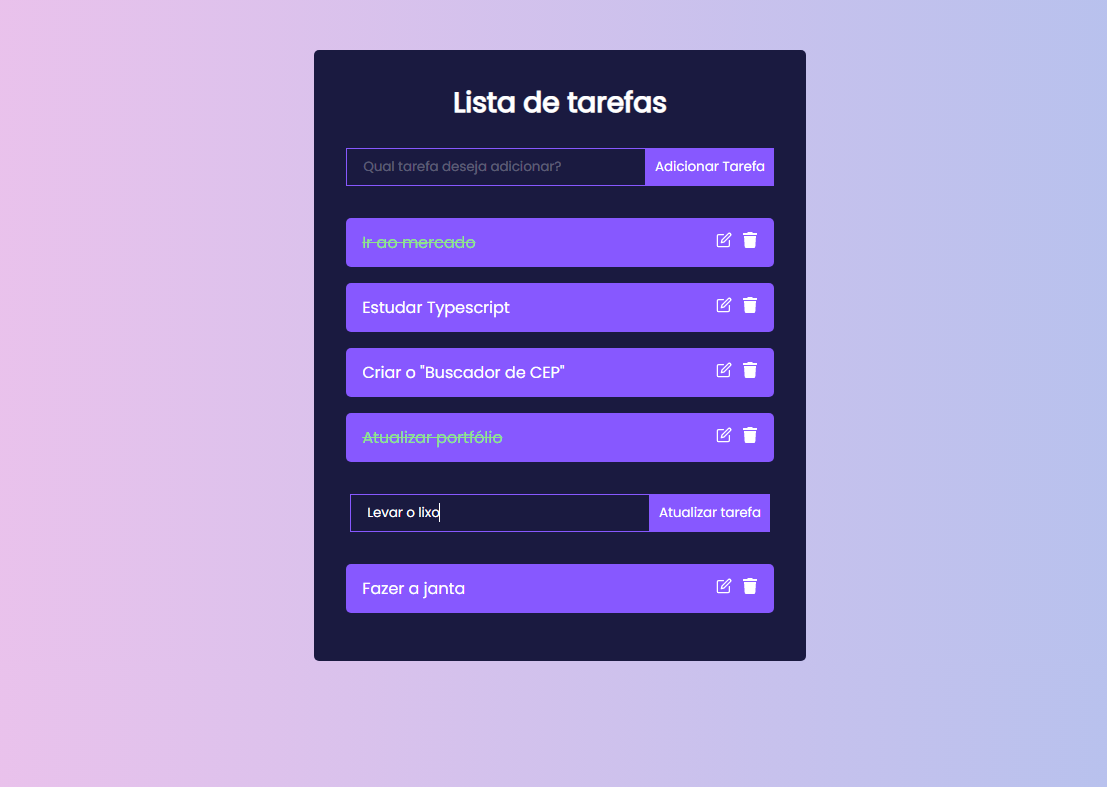 Lista de tarefas
Qual tarefa deseja adicionar? Adicionar Tarefa
Ir ao mercado
Estudar Typescript
Criar o "Buscador de CEP"
Atualizar portfólio
Levar o lixo Atualizar tarefa
Fazer a janta